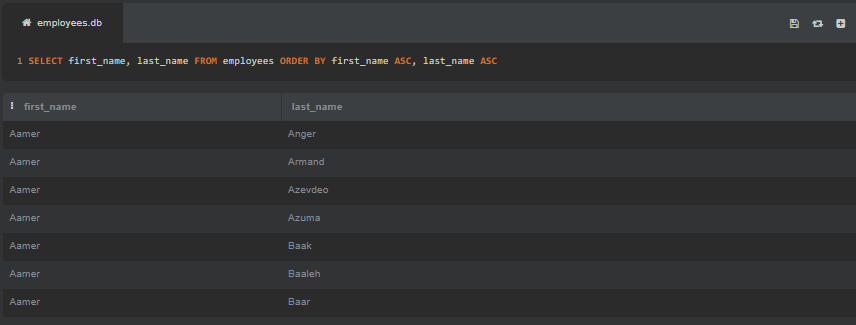 employees.db
1 SELECT first_name, last_name FROM employees ORDER BY first_name ASC, last_name ASC
first_name last_name
Aamer Anger
Aamer Armand
Aamer Azevdeo
Aamer Azuma
Aamer Baak
Aamer Baaleh
Aamer Baar